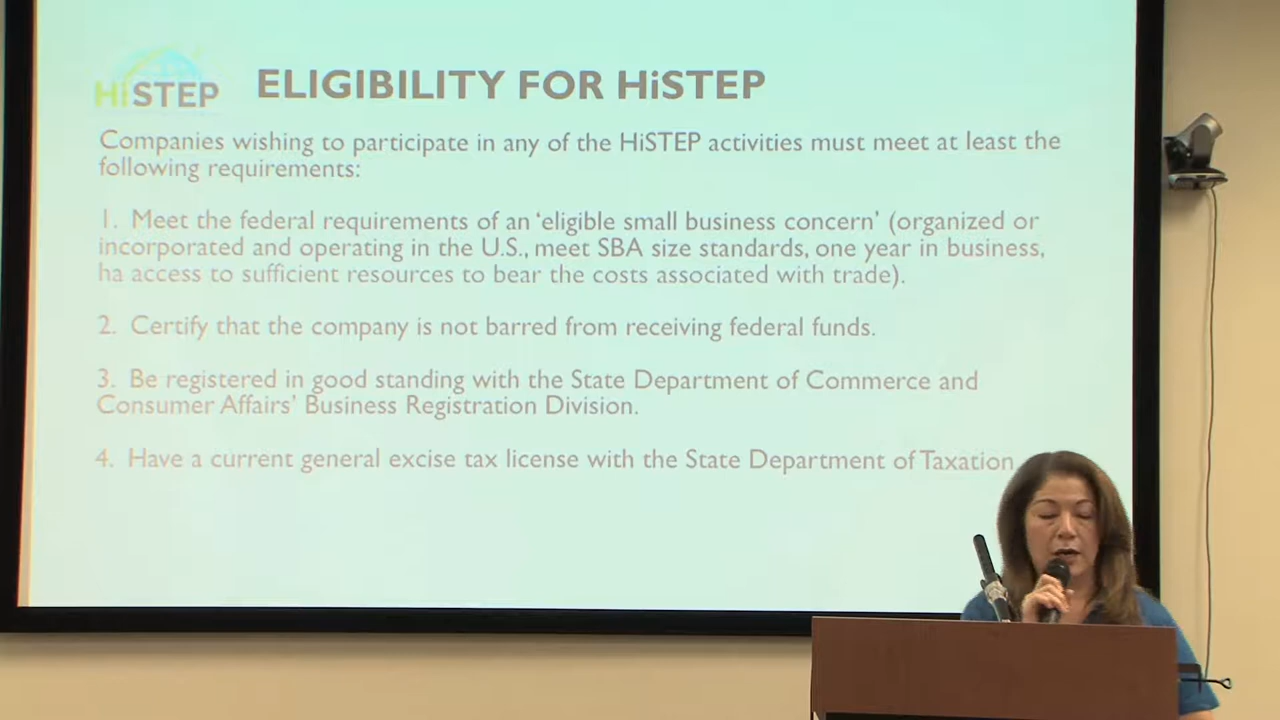 HiSTEP
ELIGIBILITY FOR HiSTEP
Companies wishing to participate in any of the HiSTEP activities must meet at least the
following requirements:
1. Meet the federal requirements of an ‘eligible small business concern’ (organized or
incorporated and operating in the U.S., meet SBA size standards, one year in business,
ha access to sufficient resources to bear the costs associated with trade).
2. Certify that the company is not barred from receiving federal funds.
3. Be registered in good standing with the State Department of Commerce and
Consumer Affairs’ Business Registration Division.
4. Have a current general excise tax license with the State Department of Taxation